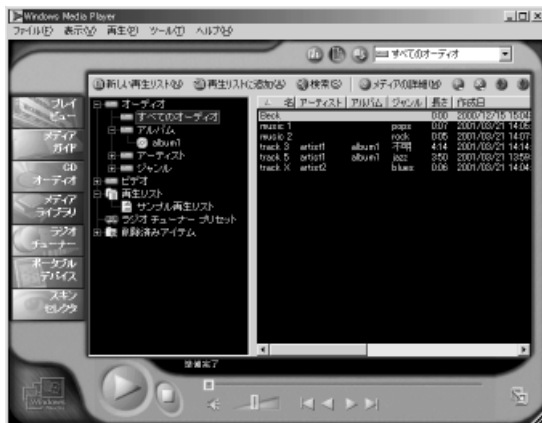 Windows Media Player
ファイル(F) 表示(V) 再生(P) ツール(T) ヘルプ(H)
すべてのオーディオ
新しい再生リスト(N) 再生リストに追加(A) 検索(S) メディアの詳細(M)
プレイ
ビュー
メディア
ガイド
CD
オーディオ
メディア
ライブラリ
ラジオ
チューナー
ポータブル
デバイス
スキン
セレクタ
オーディオ
すべてのオーディオ
アルバム
album1
アーティスト
ジャンル
ビデオ
再生リスト
サンプル再生リスト
ラジオ チューナー プリセット
削除済みアイテム
名 アーティスト アルバム ジャンル 長さ 作成日
Beck 0:00 2000/12/15 15:04
music 1 pops 0:07 2001/03/21 14:05
music 2 rock 0:05 2001/03/21 14:07
track 3 artist1 album1 不明 4:14 2001/03/21 14:14
track 5 artist1 album1 jazz 3:50 2001/03/21 13:59
track X artist2 blues 0:06 2001/03/21 14:04
準備完了
Windows Media